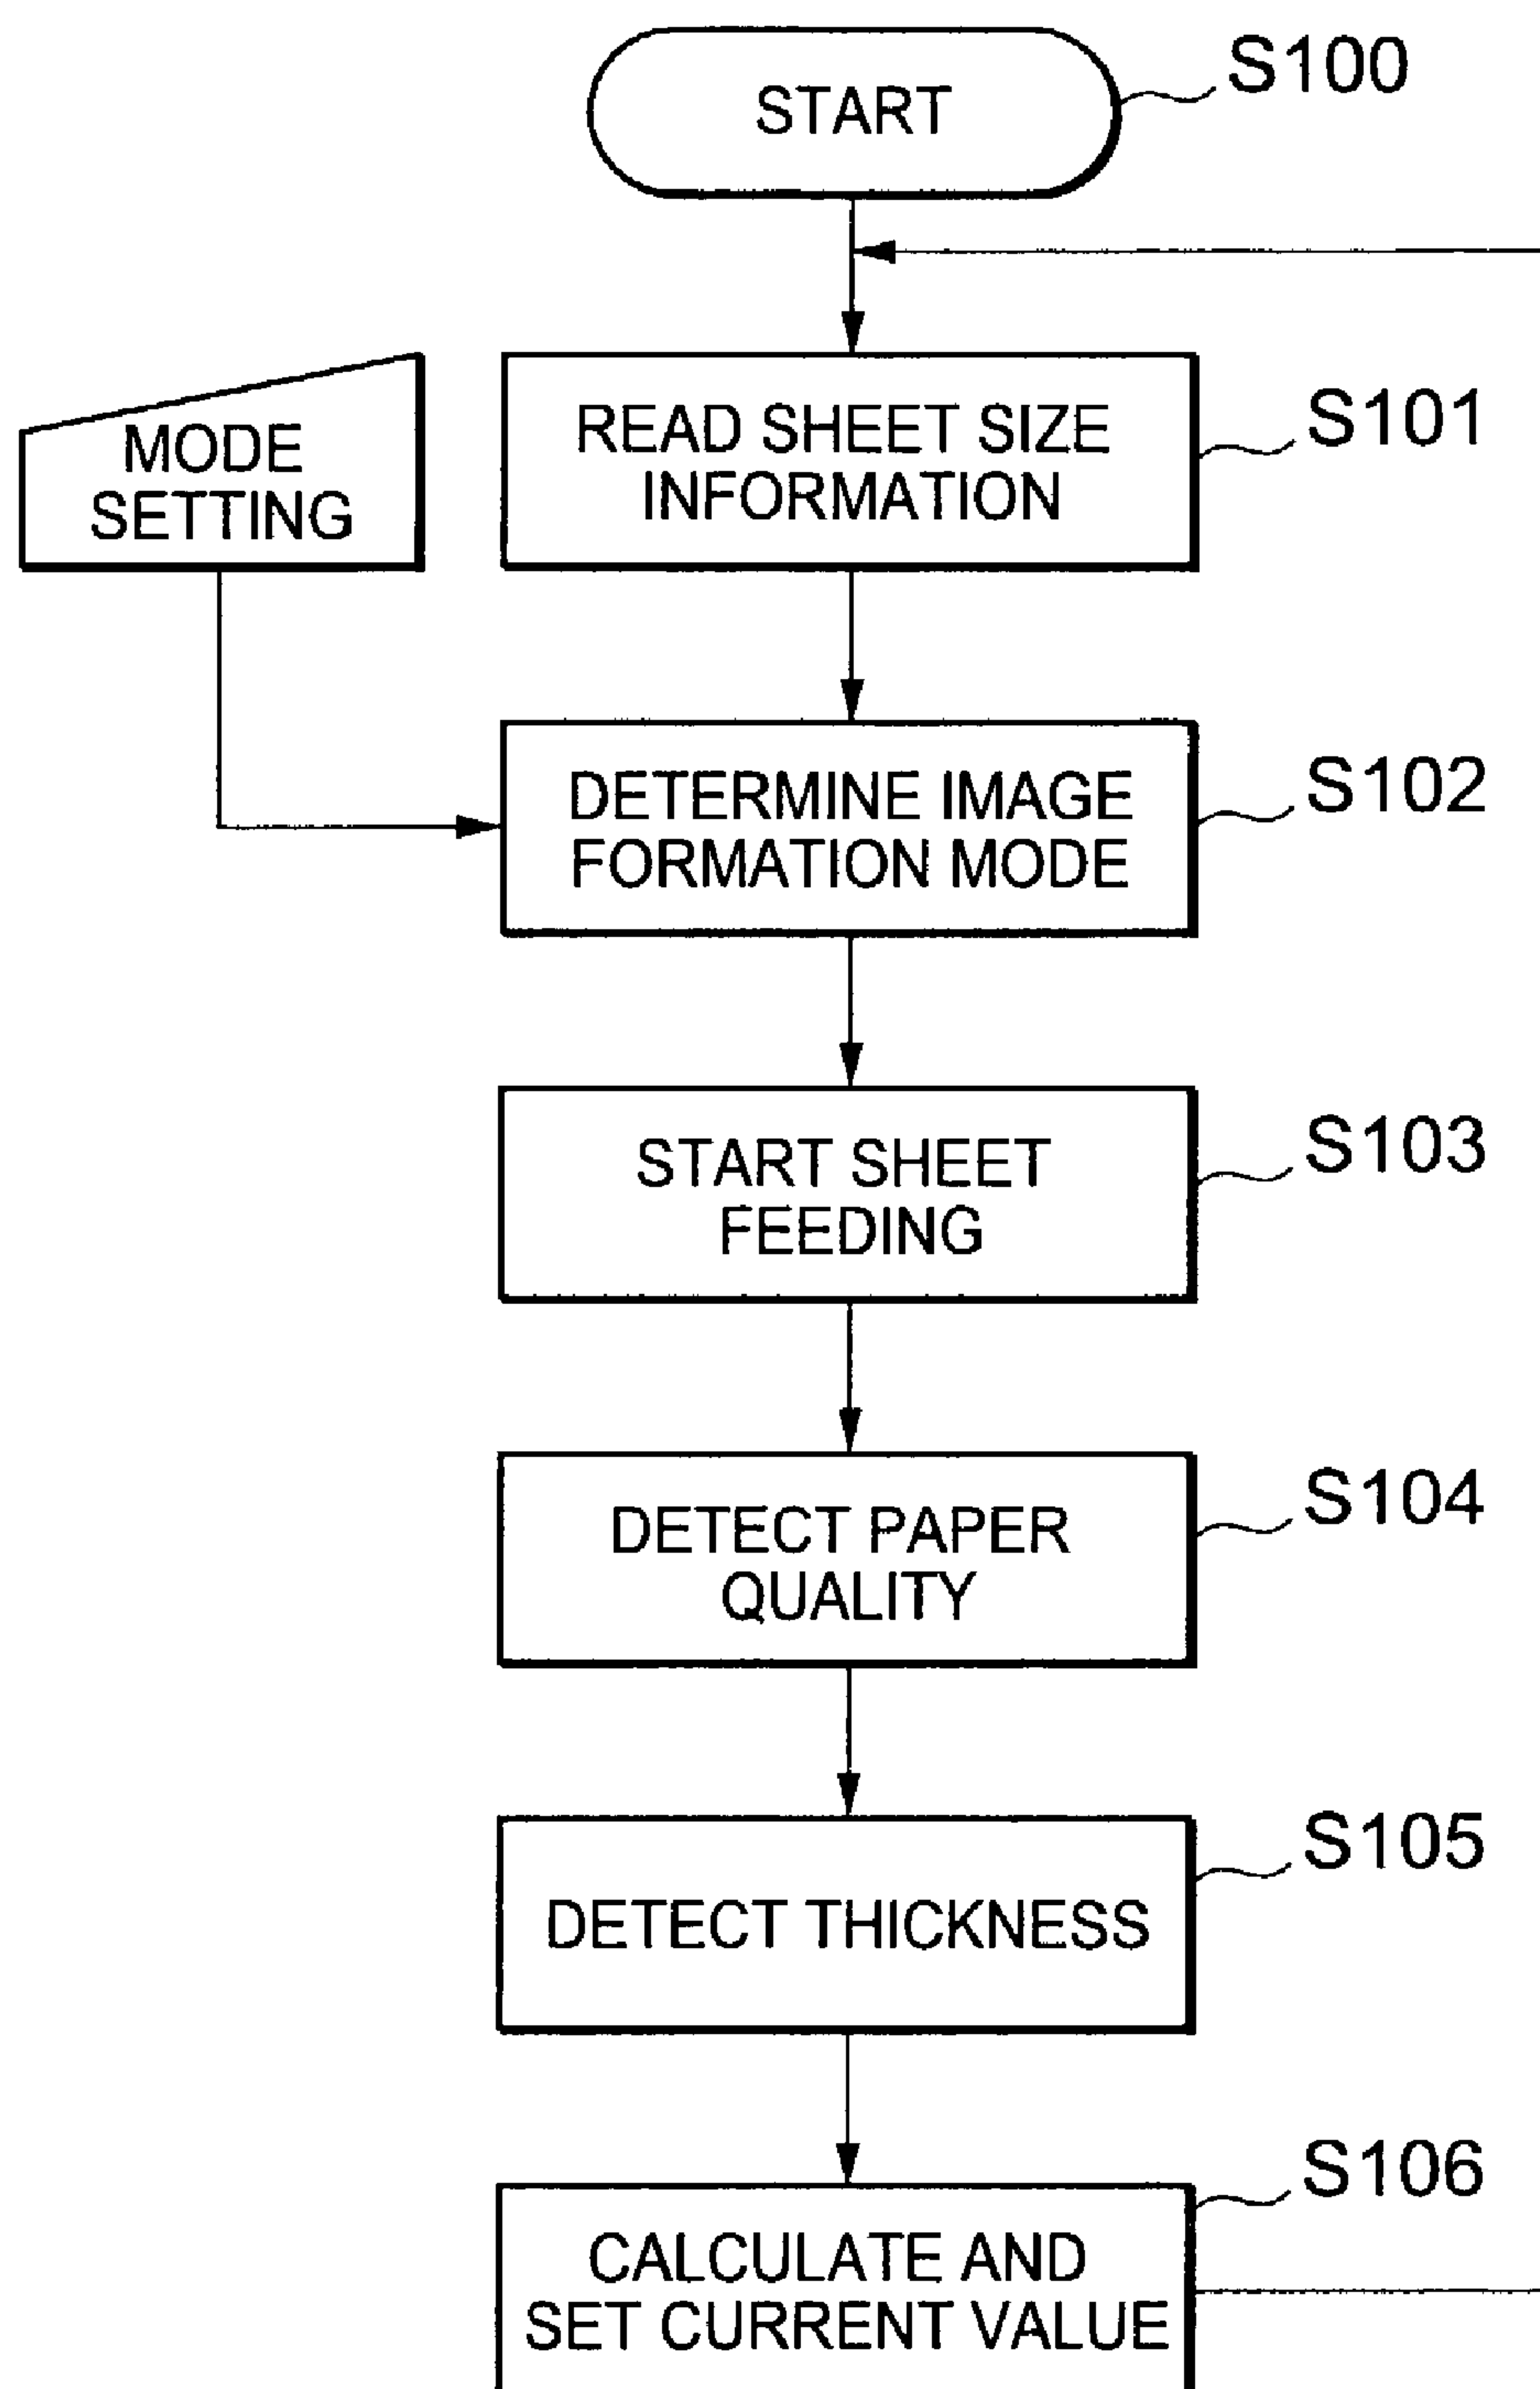 START
S100
MODE
SETTING
READ SHEET SIZE
INFORMATION
S101
DETERMINE IMAGE
FORMATION MODE
S102
START SHEET
FEEDING
S103
DETECT PAPER
QUALITY
S104
DETECT THICKNESS
S105
CALCULATE AND
SET CURRENT VALUE
S106